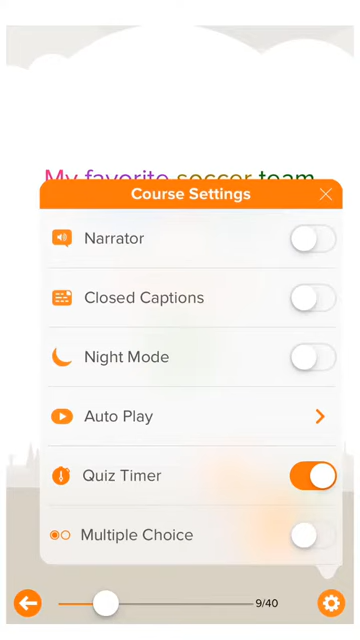 My favorite soccer team
Course Settings
Narrator
Closed Captions
Night Mode
Auto Play
Quiz Timer
Multiple Choice
9/40